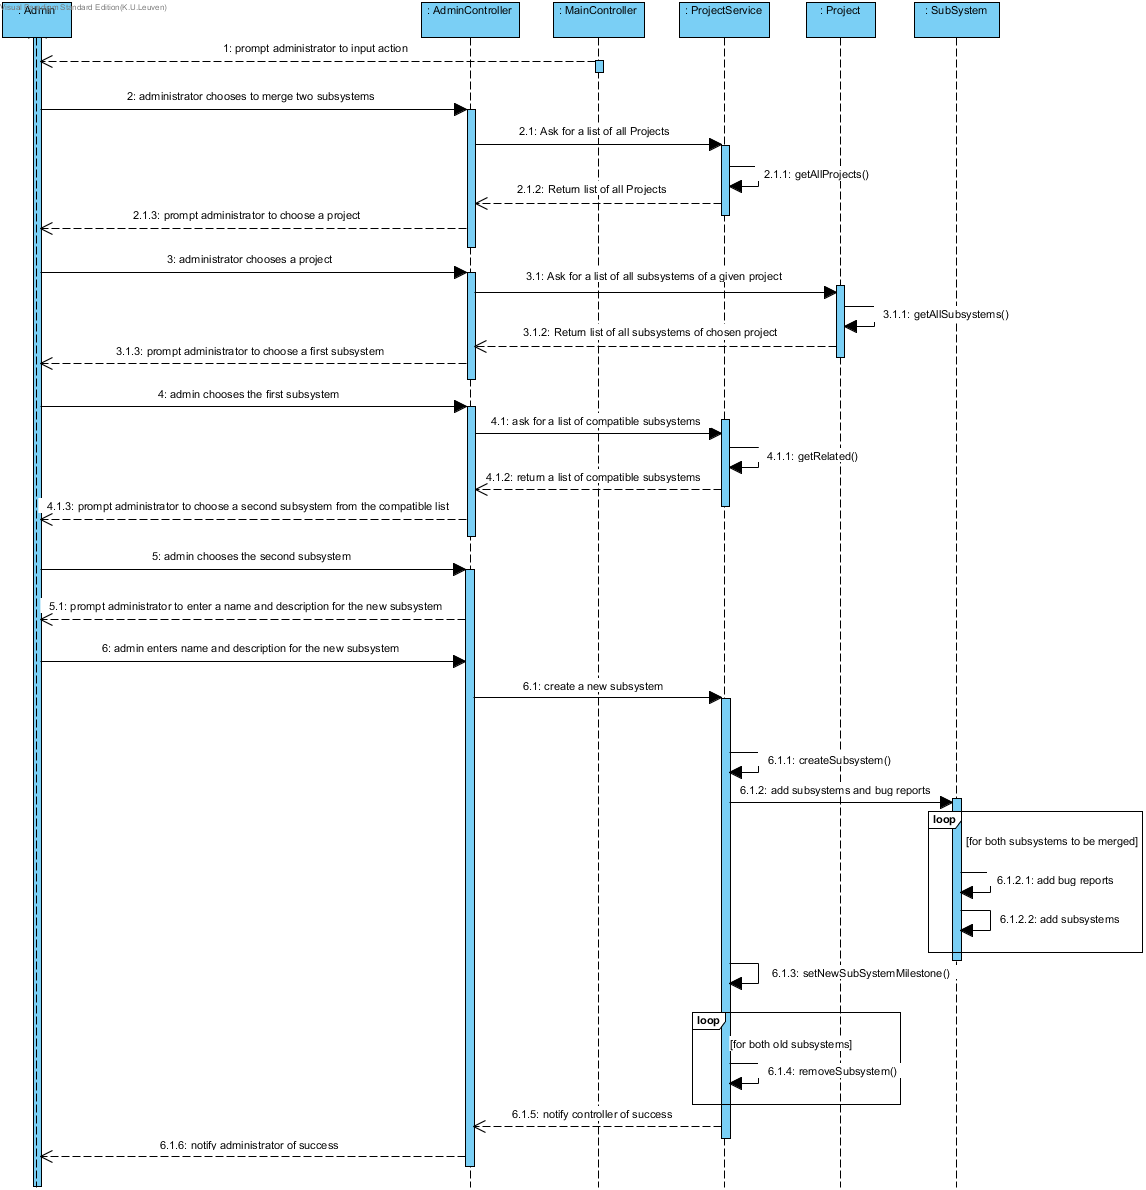 Visual Paradigm Standard Edition(K.U.Leuven)
: Admin
: AdminController
: MainController
: ProjectService
: Project
: SubSystem
1: prompt administrator to input action
2: administrator chooses to merge two subsystems
2.1: Ask for a list of all Projects
2.1.1: getAllProjects()
2.1.2: Return list of all Projects
2.1.3: prompt administrator to choose a project
3: administrator chooses a project
3.1: Ask for a list of all subsystems of a given project
3.1.1: getAllSubsystems()
3.1.2: Return list of all subsystems of chosen project
3.1.3: prompt administrator to choose a first subsystem
4: admin chooses the first subsystem
4.1: ask for a list of compatible subsystems
4.1.1: getRelated()
4.1.2: return a list of compatible subsystems
4.1.3: prompt administrator to choose a second subsystem from the compatible list
5: admin chooses the second subsystem
5.1: prompt administrator to enter a name and description for the new subsystem
6: admin enters name and description for the new subsystem
6.1: create a new subsystem
6.1.1: createSubsystem()
6.1.2: add subsystems and bug reports
loop
[for both subsystems to be merged]
6.1.2.1: add bug reports
6.1.2.2: add subsystems
6.1.3: setNewSubSystemMilestone()
loop
[for both old subsystems]
6.1.4: removeSubsystem()
6.1.5: notify controller of success
6.1.6: notify administrator of success